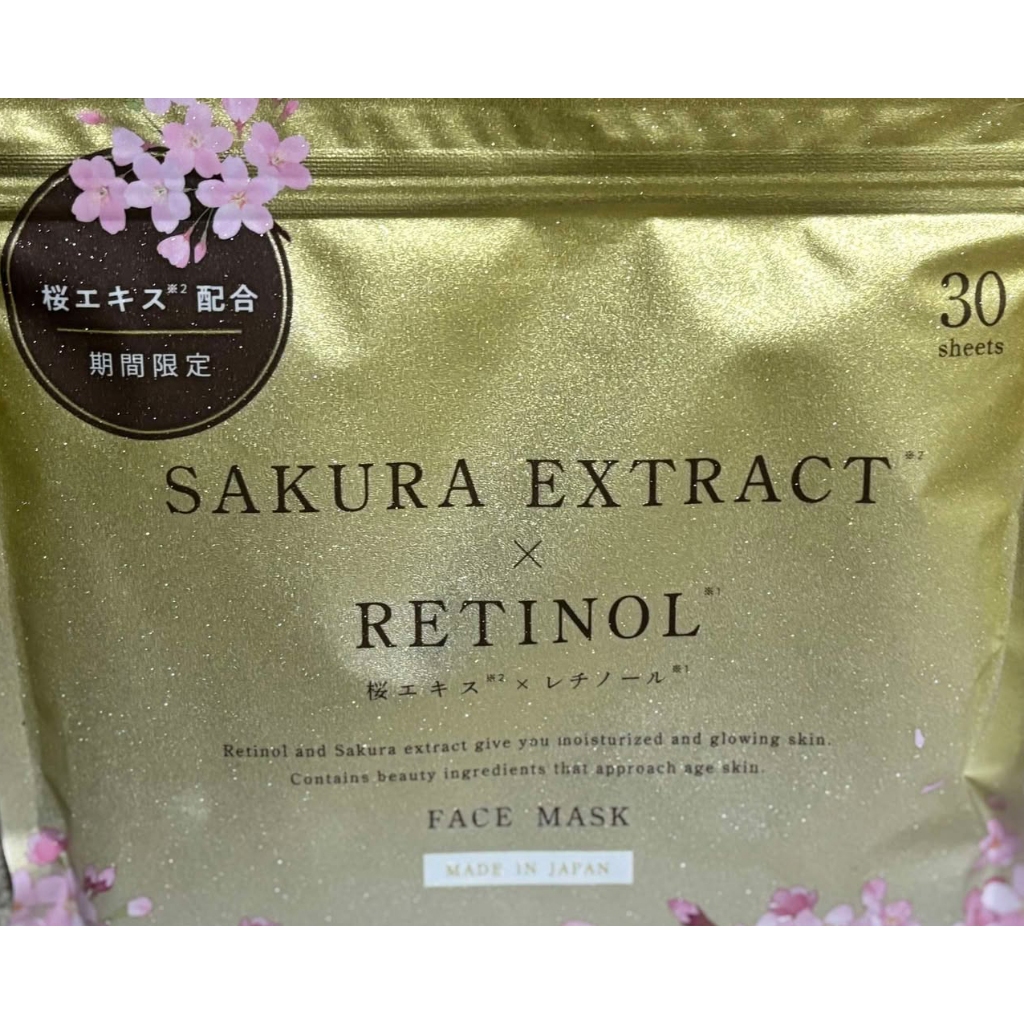 桜エキス※2 配合
期間限定
30
sheets
SAKURA EXTRACT※2
×
RETINOL※1
桜エキス※2 × レチノール※1
Retinol and Sakura extract give you moisturized and glowing skin.
Contains beauty ingredients that approach age skin.
FACE MASK
MADE IN JAPAN